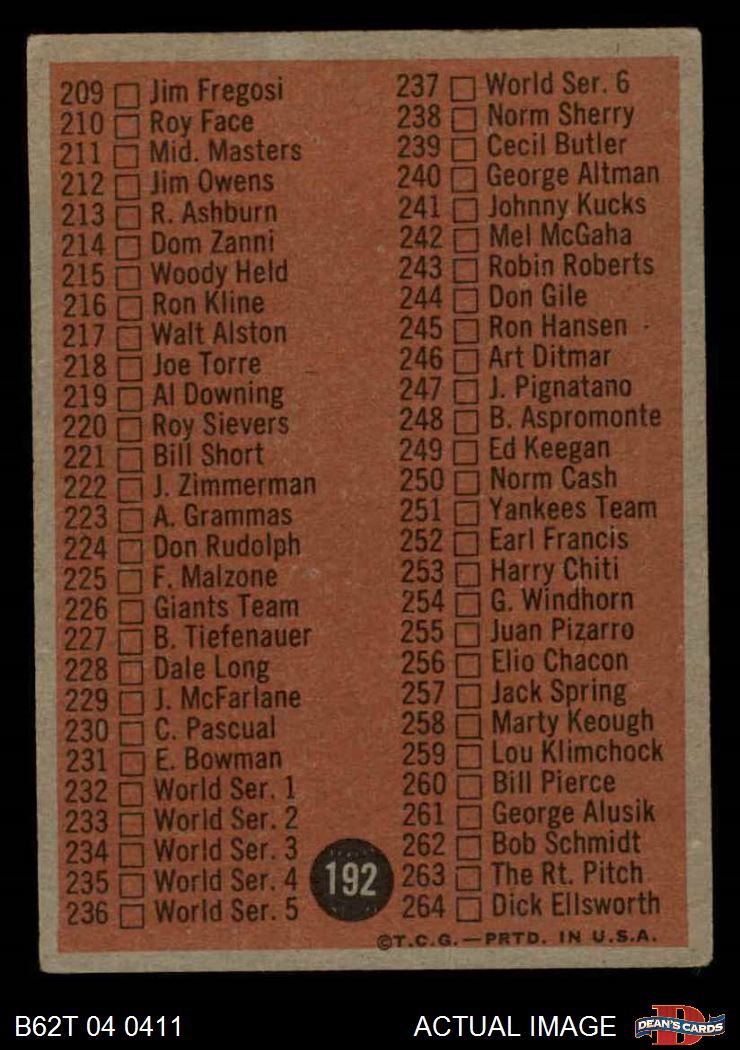 209 Jim Fregosi
210 Roy Face
211 Mid. Masters
212 Jim Owens
213 R. Ashburn
214 Dom Zanni
215 Woody Held
216 Ron Kline
217 Walt Alston
218 Joe Torre
219 Al Downing
220 Roy Sievers
221 Bill Short
222 J. Zimmerman
223 A. Grammas
224 Don Rudolph
225 F. Malzone
226 Giants Team
227 B. Tiefenauer
228 Dale Long
229 J. McFarlane
230 C. Pascual
231 E. Bowman
232 World Ser. 1
233 World Ser. 2
234 World Ser. 3
235 World Ser. 4
236 World Ser. 5
192
237 World Ser. 6
238 Norm Sherry
239 Cecil Butler
240 George Altman
241 Johnny Kucks
242 Mel McGaha
243 Robin Roberts
244 Don Gile
245 Ron Hansen
246 Art Ditmar
247 J. Pignatano
248 B. Aspromonte
249 Ed Keegan
250 Norm Cash
251 Yankees Team
252 Earl Francis
253 Harry Chiti
254 G. Windhorn
255 Juan Pizarro
256 Elio Chacon
257 Jack Spring
258 Marty Keough
259 Lou Klimchock
260 Bill Pierce
261 George Alusik
262 Bob Schmidt
263 The Rt. Pitch
264 Dick Ellsworth
©T.C.G.—PRTD. IN U.S.A.
B62T 04 0411
ACTUAL IMAGE
DEAN'S CARDS